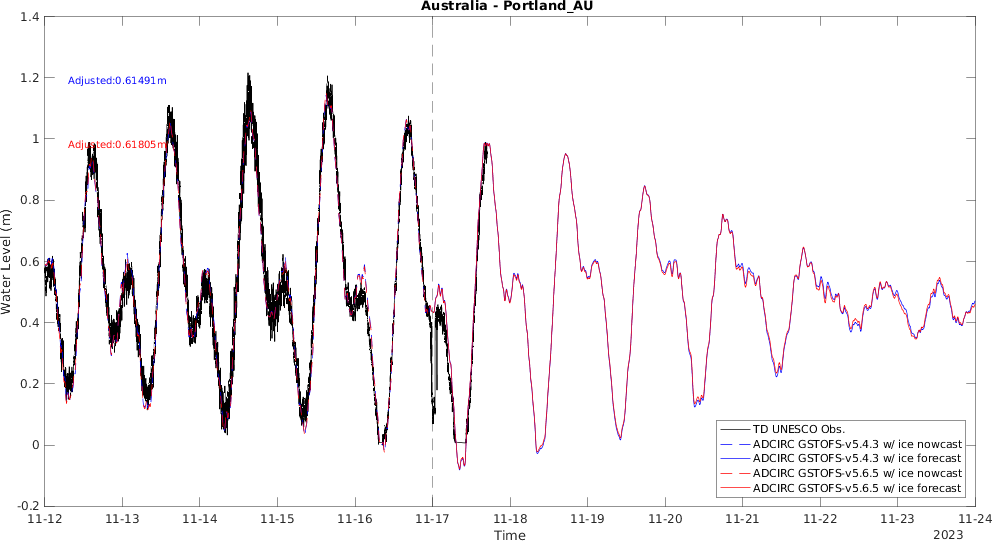 Australia - Portland_AU
1.4
1.2
1
0.8
0.6
0.4
0.2
0
-0.2
Water Level (m)
Adjusted:0.61491m
Adjusted:0.61805m
TD UNESCO Obs.
ADCIRC GSTOFS-v5.4.3 w/ ice nowcast
ADCIRC GSTOFS-v5.4.3 w/ ice forecast
ADCIRC GSTOFS-v5.6.5 w/ ice nowcast
ADCIRC GSTOFS-v5.6.5 w/ ice forecast
11-12 11-13 11-14 11-15 11-16 11-17 11-18 11-19 11-20 11-21 11-22 11-23 11-24
Time
2023